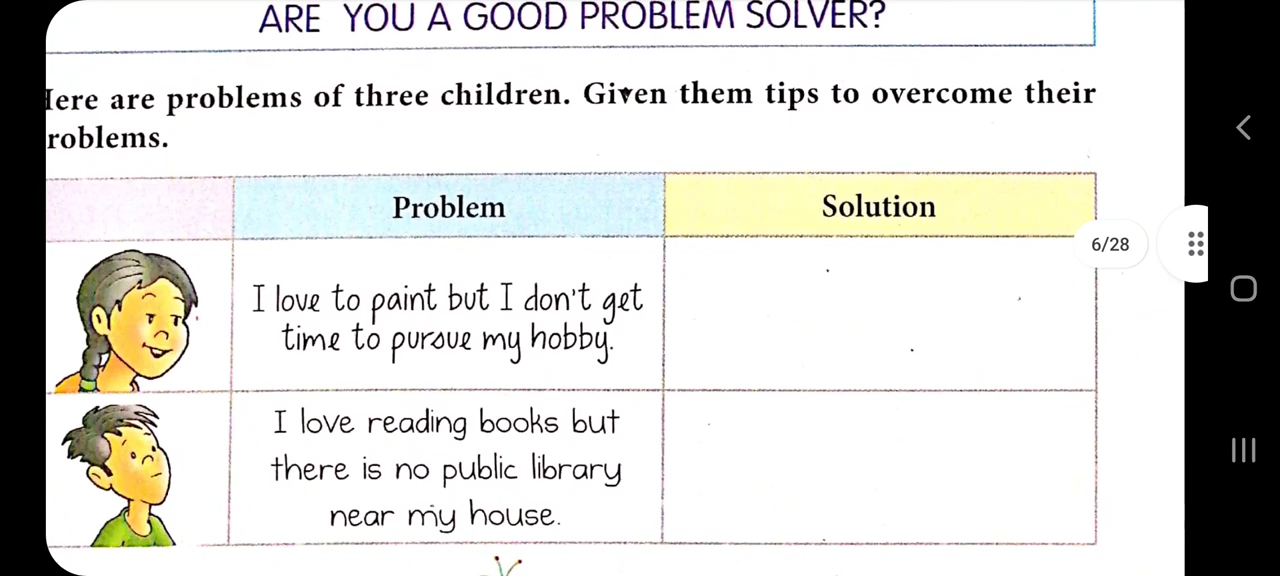 ARE YOU A GOOD PROBLEM SOLVER?
Here are problems of three children. Given them tips to overcome their
roblems.
Problem
Solution
6/28
I love to paint but I don't get
time to pursue my hobby.
I love reading books but
there is no public library
near my house.